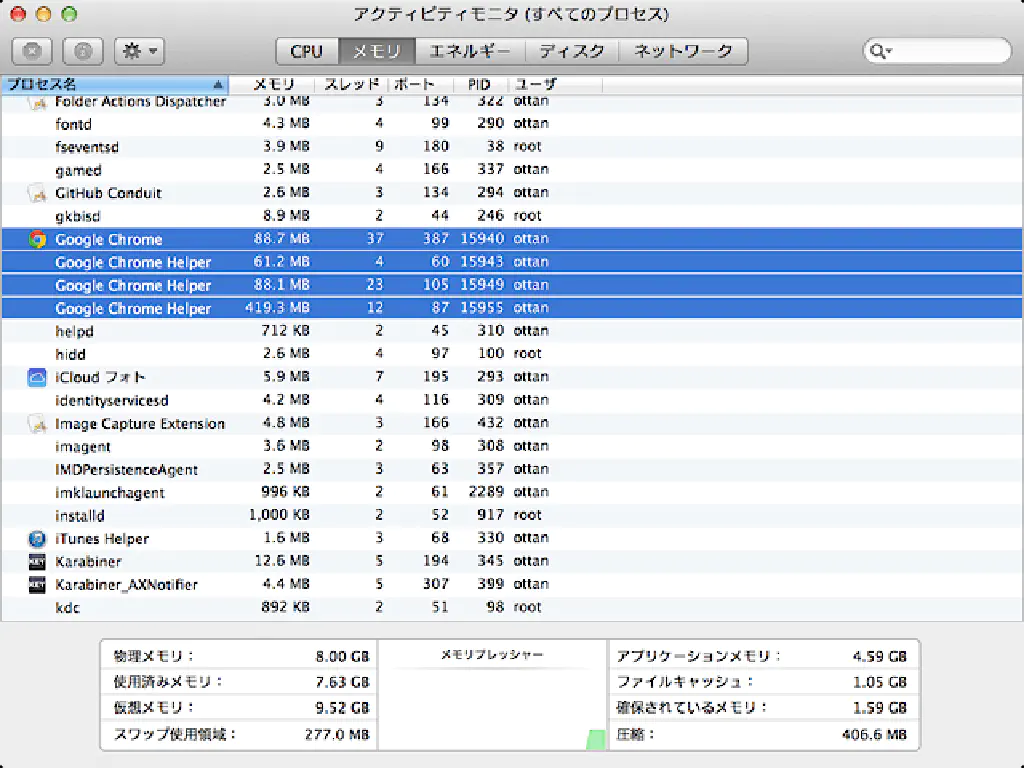 アクティビティモニタ (すべてのプロセス)
CPU メモリ エネルギー ディスク ネットワーク
プロセス名 メモリ スレッド ポート PID ユーザ
Folder Actions Dispatcher 3.0 MB 3 134 322 ottan
fontd 4.3 MB 4 99 290 ottan
fseventsd 3.9 MB 9 180 38 root
gamed 2.5 MB 4 166 337 ottan
GitHub Conduit 2.6 MB 3 134 294 ottan
gkbisd 8.9 MB 2 44 246 root
Google Chrome 88.7 MB 37 387 15940 ottan
Google Chrome Helper 61.2 MB 4 60 15943 ottan
Google Chrome Helper 88.1 MB 23 105 15949 ottan
Google Chrome Helper 419.3 MB 12 87 15955 ottan
helpd 712 KB 2 45 310 ottan
hidd 2.6 MB 4 97 100 root
iCloud フォト 5.9 MB 7 195 293 ottan
identityservicesd 4.2 MB 4 116 309 ottan
Image Capture Extension 4.8 MB 3 166 432 ottan
imagent 3.6 MB 2 98 308 ottan
IMDPersistenceAgent 2.5 MB 3 63 357 ottan
imklaunchagent 996 KB 2 61 2289 ottan
installd 1,000 KB 2 52 917 root
iTunes Helper 1.6 MB 3 68 330 ottan
Karabiner 12.6 MB 5 194 345 ottan
Karabiner_AXNotifier 4.4 MB 5 307 399 ottan
kdc 892 KB 2 51 98 root
物理メモリ： 8.00 GB
使用済みメモリ： 7.63 GB
仮想メモリ： 9.52 GB
スワップ使用領域： 277.0 MB
メモリプレッシャー
アプリケーションメモリ： 4.59 GB
ファイルキャッシュ： 1.05 GB
確保されているメモリ： 1.59 GB
圧縮： 406.6 MB